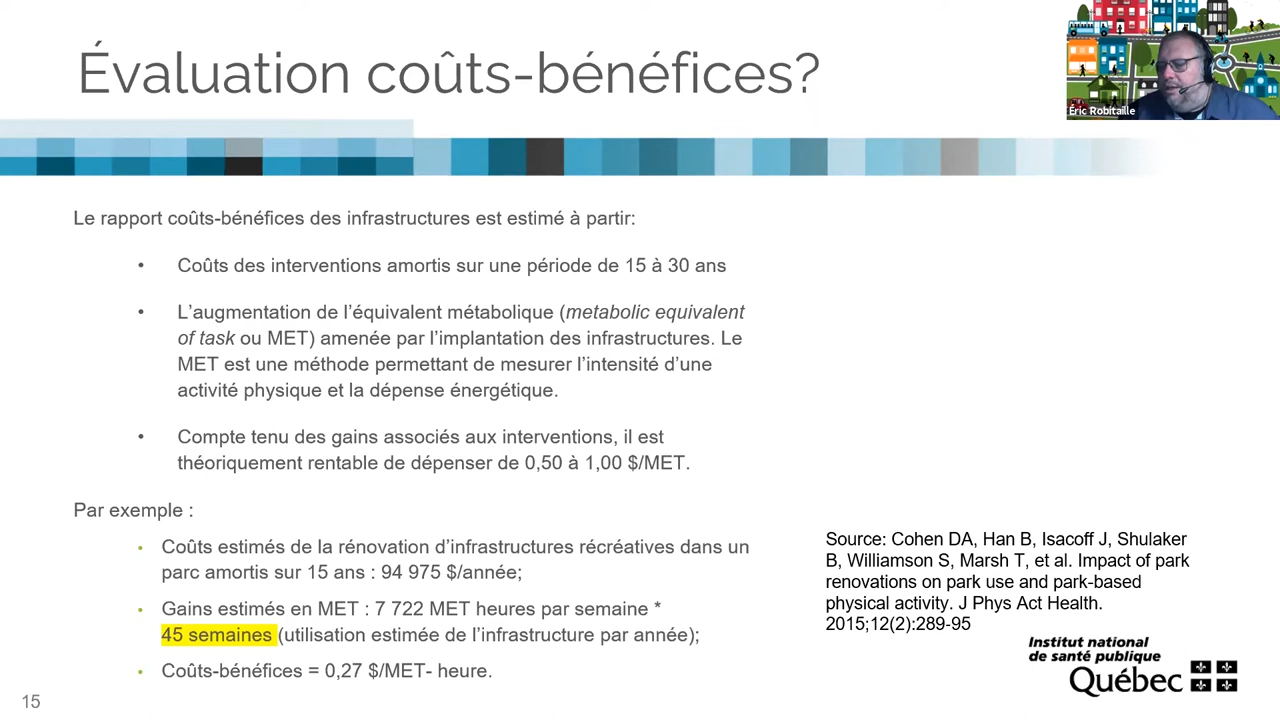 Évaluation coûts-bénéfices?
Éric Robitaille
Le rapport coûts-bénéfices des infrastructures est estimé à partir:
• Coûts des interventions amortis sur une période de 15 à 30 ans
• L’augmentation de l’équivalent métabolique (metabolic equivalent
of task ou MET) amenée par l’implantation des infrastructures. Le
MET est une méthode permettant de mesurer l’intensité d’une
activité physique et la dépense énergétique.
• Compte tenu des gains associés aux interventions, il est
théoriquement rentable de dépenser de 0,50 à 1,00 $/MET.
Par exemple :
• Coûts estimés de la rénovation d’infrastructures récréatives dans un
parc amortis sur 15 ans : 94 975 $/année;
• Gains estimés en MET : 7 722 MET heures par semaine *
45 semaines (utilisation estimée de l’infrastructure par année);
• Coûts-bénéfices = 0,27 $/MET- heure.
Source: Cohen DA, Han B, Isacoff J, Shulaker
B, Williamson S, Marsh T, et al. Impact of park
renovations on park use and park-based
physical activity. J Phys Act Health.
2015;12(2):289-95
Institut national
de santé publique
Québec
15